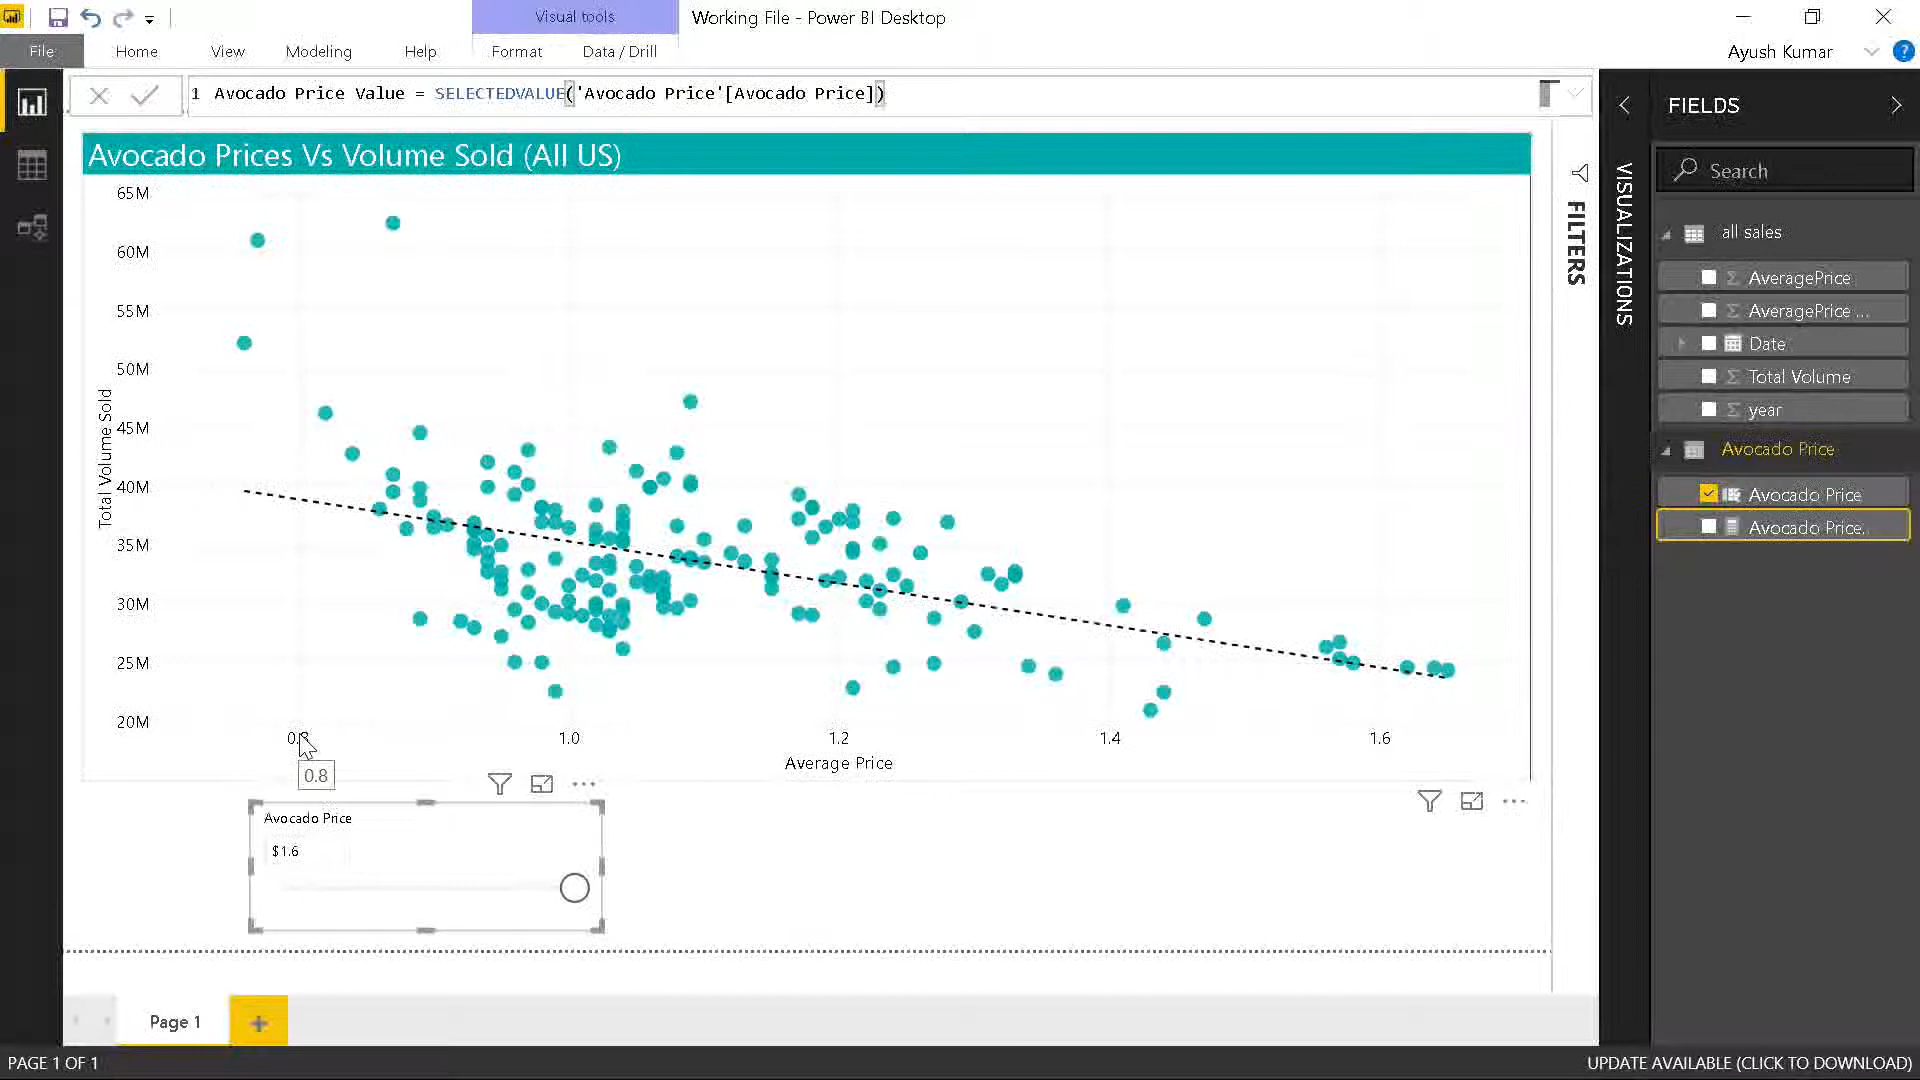 Visual tools
Working File - Power BI Desktop
File
Home
View
Modeling
Help
Format
Data / Drill
Ayush Kumar
?
1 Avocado Price Value = SELECTEDVALUE('Avocado Price'[Avocado Price])
Avocado Prices Vs Volume Sold (All US)
65M
60M
55M
50M
45M
40M
35M
30M
25M
20M
Total Volume Sold
0.8
1.0
1.2
1.4
1.6
Average Price
0.8
Avocado Price
$1.6
FILTERS
VISUALIZATIONS
FIELDS
Search
all sales
AveragePrice
AveragePrice ...
Date
Total Volume
year
Avocado Price
Avocado Price
Avocado Price...
Page 1
PAGE 1 OF 1
UPDATE AVAILABLE (CLICK TO DOWNLOAD)